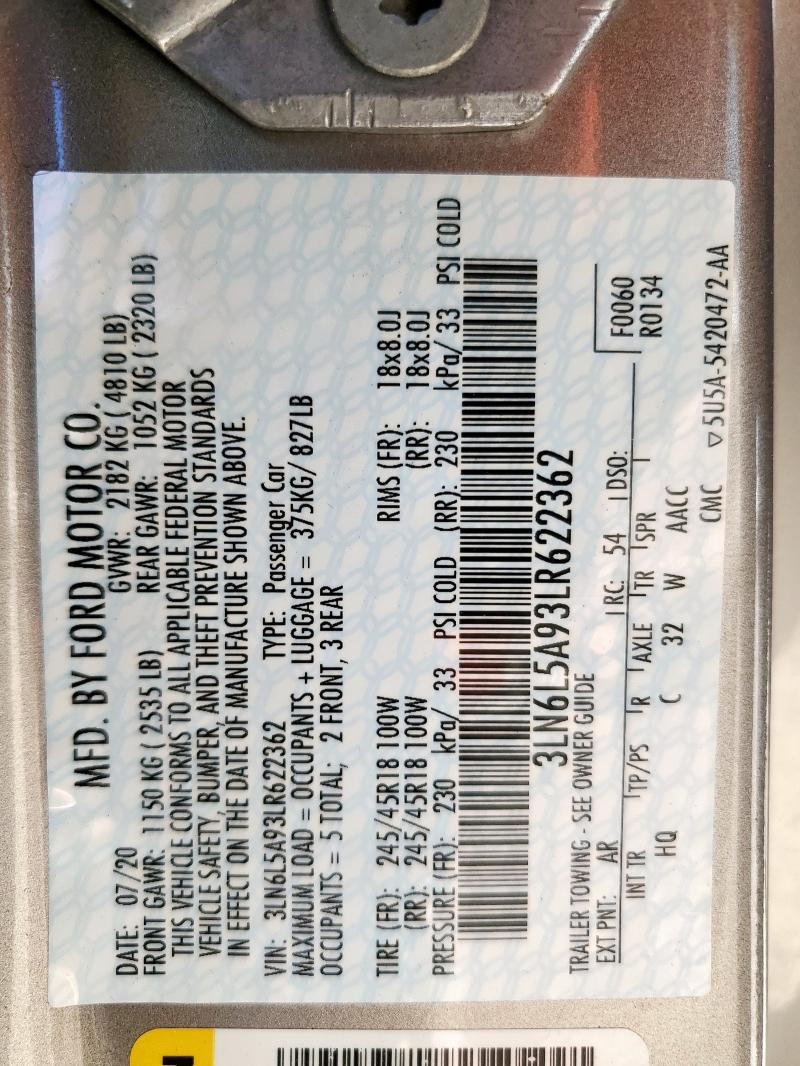 MFD. BY FORD MOTOR CO.
DATE: 07/20 GVWR: 2182 KG ( 4810 LB)
FRONT GAWR: 1150 KG ( 2535 LB) REAR GAWR: 1052 KG ( 2320 LB)
THIS VEHICLE CONFORMS TO ALL APPLICABLE FEDERAL MOTOR
VEHICLE SAFETY, BUMPER, AND THEFT PREVENTION STANDARDS
IN EFFECT ON THE DATE OF MANUFACTURE SHOWN ABOVE.
VIN: 3LN6L5A93LR622362 TYPE: Passenger Car
MAXIMUM LOAD = OCCUPANTS + LUGGAGE = 375KG/ 827LB
OCCUPANTS = 5 TOTAL; 2 FRONT, 3 REAR
TIRE (FR): 245/45R18 100W RIMS (FR): 18x8.0J
(RR): 245/45R18 100W (RR): 18x8.0J
PRESSURE (FR): 230 kPa/ 33 PSI COLD (RR): 230 kPa/ 33 PSI COLD
3LN6L5A93LR622362
TRAILER TOWING - SEE OWNER GUIDE
EXT PNT: AR RC: 54 DSO:
F0060
R0134
INT TR TP/PS R AXLE TR SPR
HQ C 32 W AACC
CMC ▽5U5A-5420472-AA